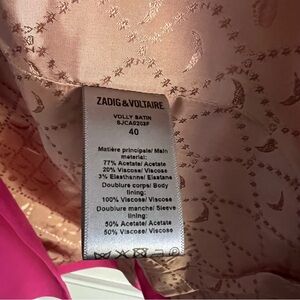 ZADIG&VOLTAIRE
VOLLY SATIN
SJCA0203F
40
Matière principale/ Main
material:
77% Acetate/ Acetate
20% Viscose/ Viscose
3% Elasthanne/ Elastane
Doublure corps/ Body
lining:
100% Viscose/ Viscose
Doublure manche/ Sleeve
lining:
50% Acetate/ Acetate
50% Viscose/ Viscose